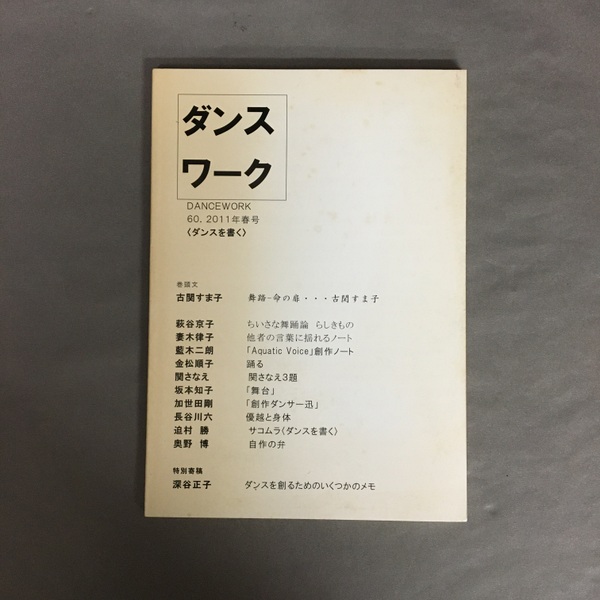 ダンス
ワーク
DANCEWORK
60. 2011年春号
〈ダンスを書く〉
巻頭文
古関すま子 舞踏-今の扉・・・古関すま子
萩谷京子 ちいさな舞踊論 らしきもの
妻木律子 他者の言葉に揺れるノート
藍木二朗 「Aquatic Voice」創作ノート
金松順子 踊る
関さなえ 関さなえ3題
坂本知子 「舞台」
加世田剛 「創作ダンサー迅」
長谷川六 優越と身体
迫村 勝 サコムラ〈ダンスを書く〉
奥野 博 自作の弁
特別寄稿
深谷正子 ダンスを創るためのいくつかのメモ